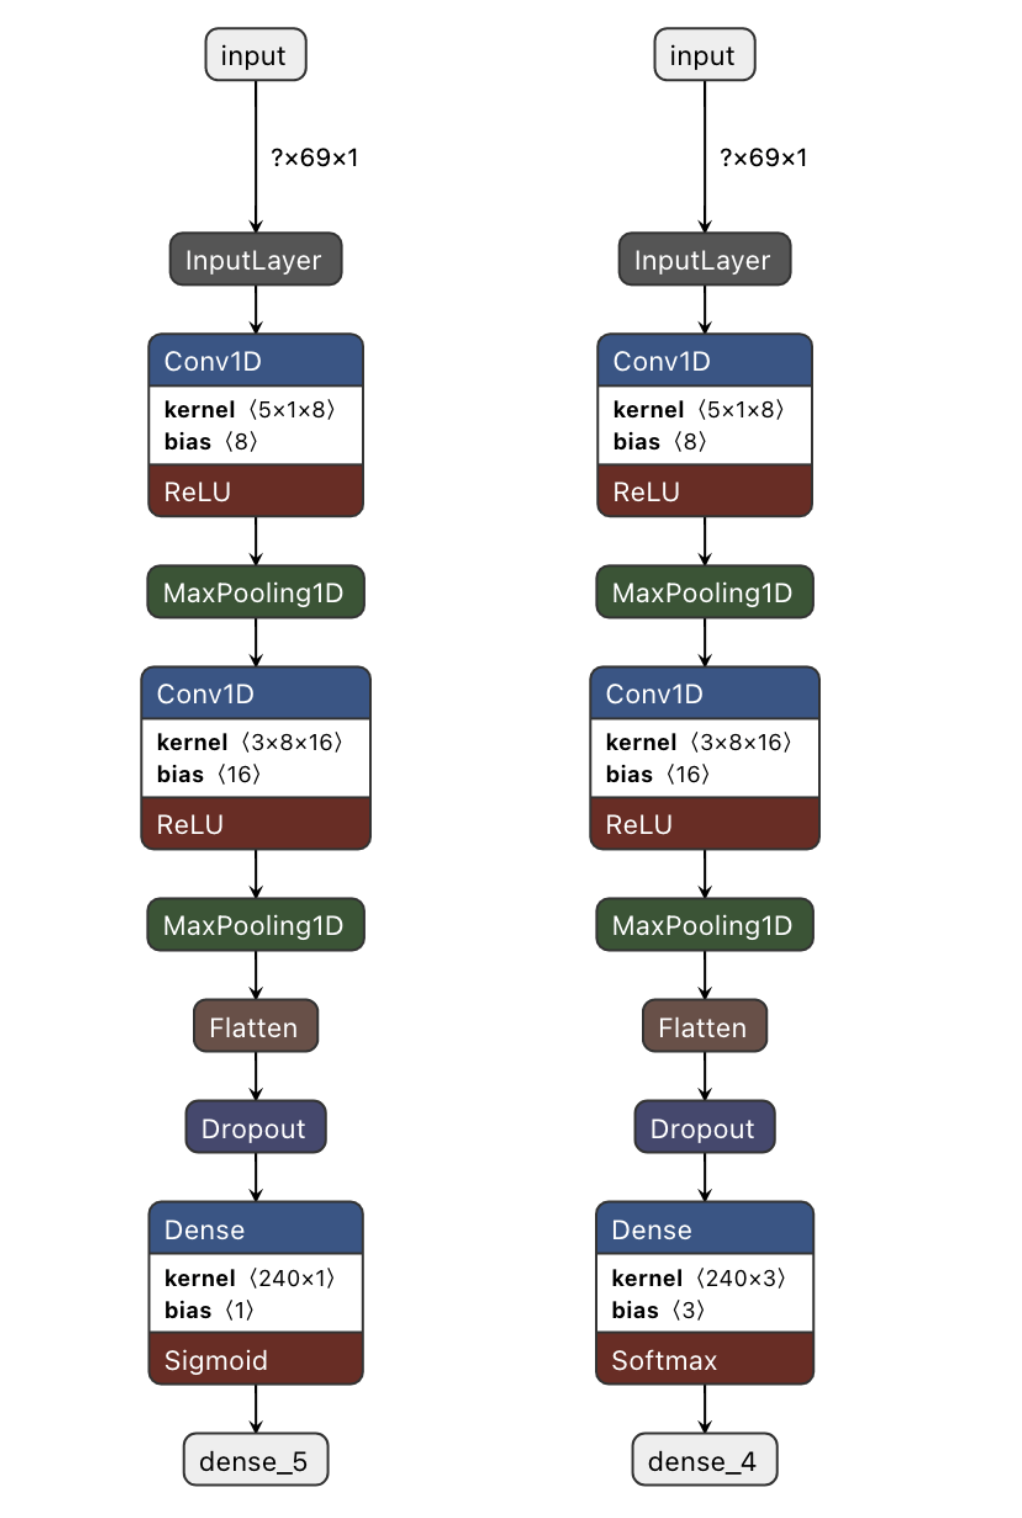 input
?×69×1
InputLayer
Conv1D
kernel ⟨5×1×8⟩
bias ⟨8⟩
ReLU
MaxPooling1D
Conv1D
kernel ⟨3×8×16⟩
bias ⟨16⟩
ReLU
MaxPooling1D
Flatten
Dropout
Dense
kernel ⟨240×1⟩
bias ⟨1⟩
Sigmoid
dense_5
input
?×69×1
InputLayer
Conv1D
kernel ⟨5×1×8⟩
bias ⟨8⟩
ReLU
MaxPooling1D
Conv1D
kernel ⟨3×8×16⟩
bias ⟨16⟩
ReLU
MaxPooling1D
Flatten
Dropout
Dense
kernel ⟨240×3⟩
bias ⟨3⟩
Softmax
dense_4